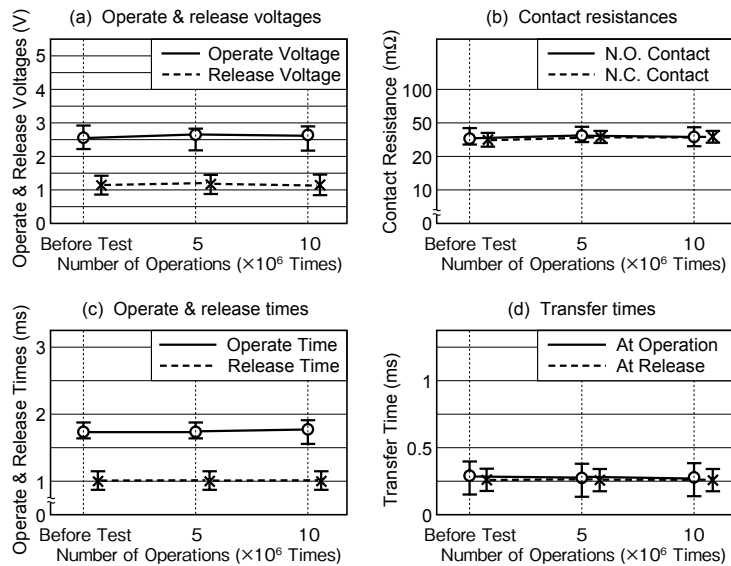 (a) Operate & release voltages
Operate & Release Voltages (V)
5
4
3
2
1
0
Operate Voltage
Release Voltage
Before Test
5
10
Number of Operations (×10⁶ Times)
(b) Contact resistances
Contact Resistance (mΩ)
100
50
20
10
0
≈
N.O. Contact
N.C. Contact
Before Test
5
10
Number of Operations (×10⁶ Times)
(c) Operate & release times
Operate & Release Times (ms)
3
2
1
0
≈
Operate Time
Release Time
Before Test
5
10
Number of Operations (×10⁶ Times)
(d) Transfer times
Transfer Time (ms)
1
0.5
0
At Operation
At Release
Before Test
5
10
Number of Operations (×10⁶ Times)